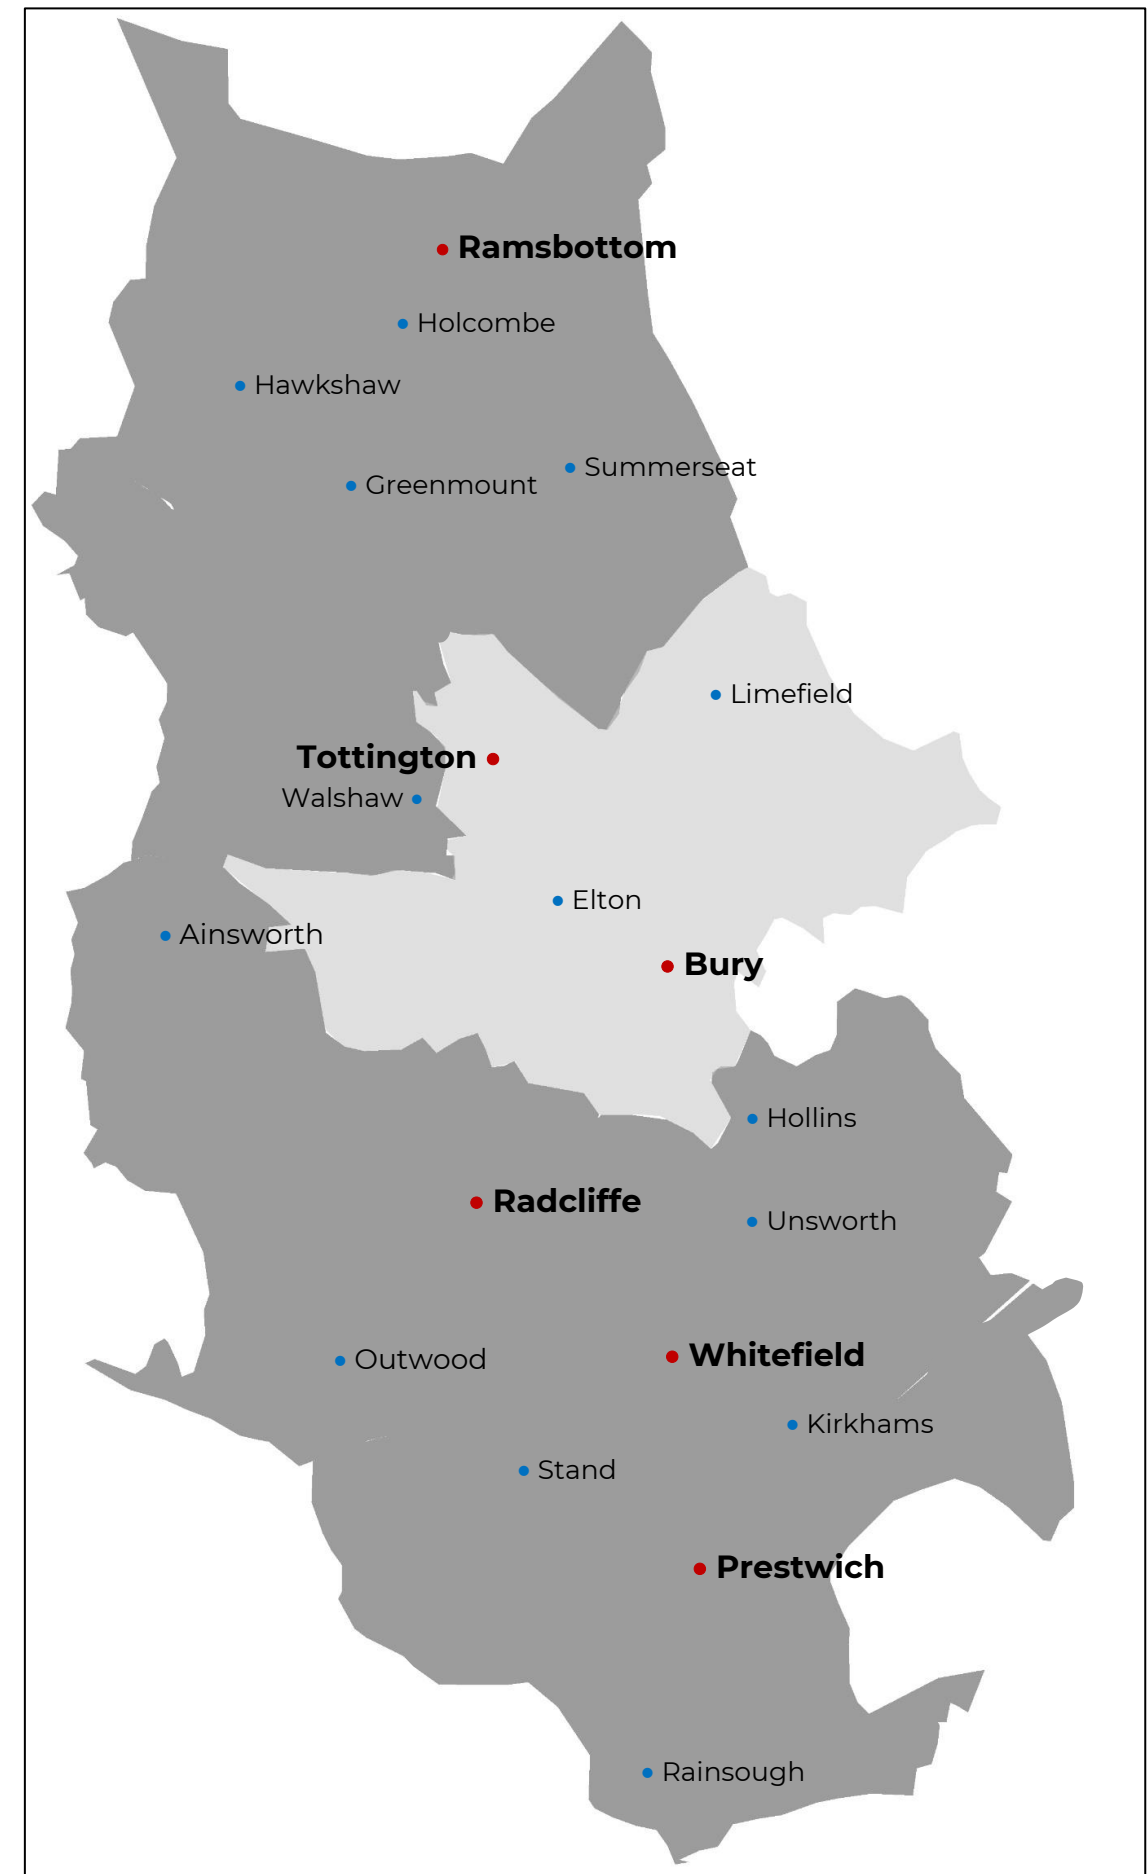 Ramsbottom
Holcombe
Hawkshaw
Summerseat
Greenmount
Limefield
Tottington
Walshaw
Elton
Ainsworth
Bury
Hollins
Radcliffe
Unsworth
Whitefield
Outwood
Kirkhams
Stand
Prestwich
Rainsough